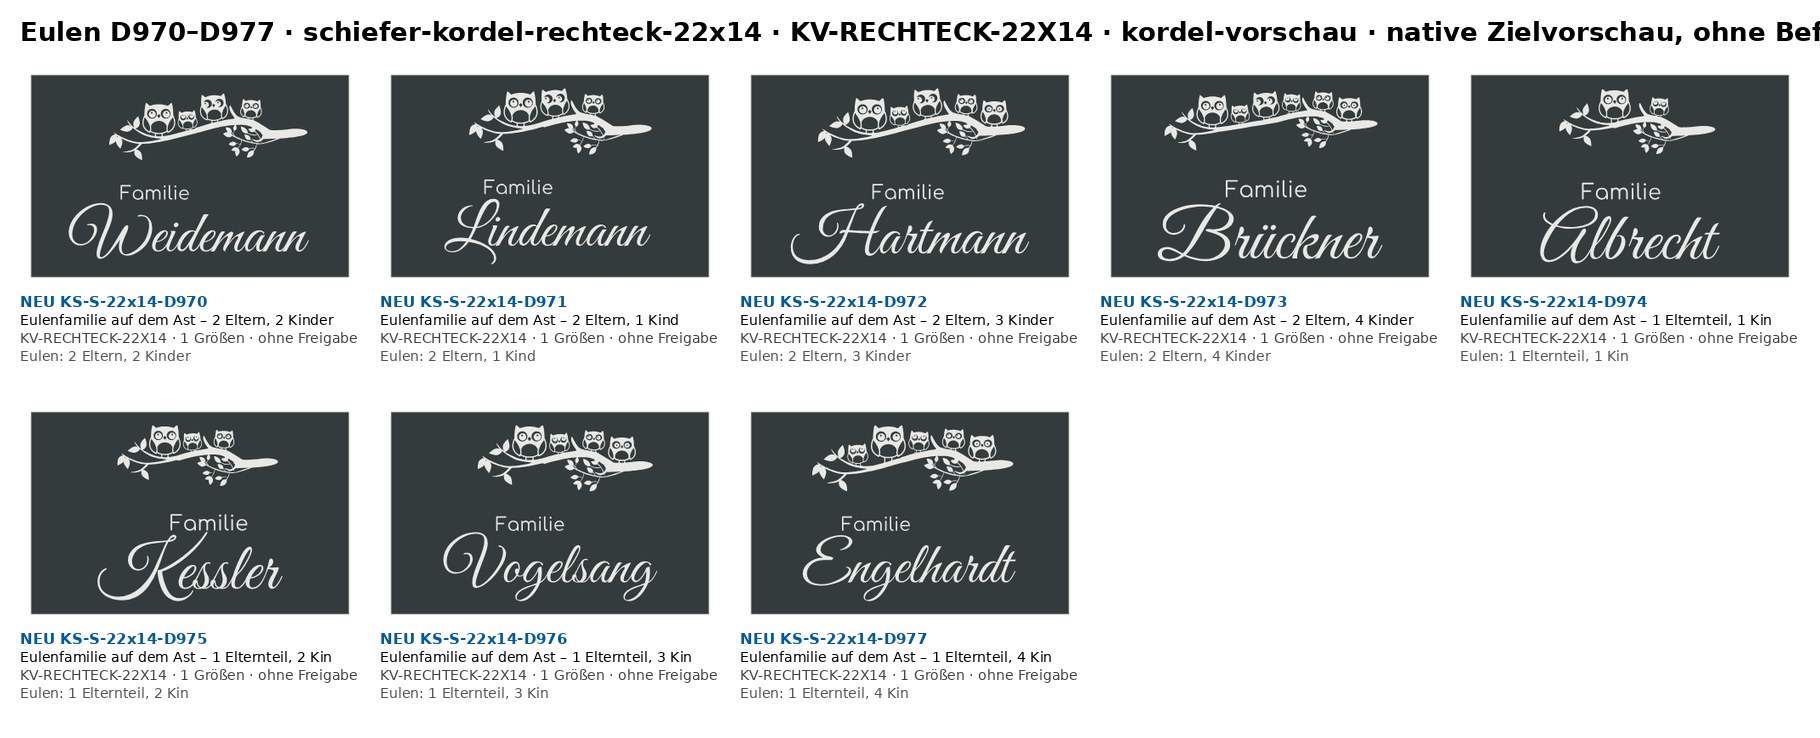 Eulen D970–D977 · schiefer-kordel-rechteck-22x14 · KV-RECHTECK-22X14 · kordel-vorschau · native Zielvorschau, ohne
Familie
Weidemann
NEU KS-S-22x14-D970
Eulenfamilie auf dem Ast – 2 Eltern, 2 Kinder
KV-RECHTECK-22X14 · 1 Größen · ohne Freigabe
Eulen: 2 Eltern, 2 Kinder
Familie
Lindemann
NEU KS-S-22x14-D971
Eulenfamilie auf dem Ast – 2 Eltern, 1 Kind
KV-RECHTECK-22X14 · 1 Größen · ohne Freigabe
Eulen: 2 Eltern, 1 Kind
Familie
Hartmann
NEU KS-S-22x14-D972
Eulenfamilie auf dem Ast – 2 Eltern, 3 Kinder
KV-RECHTECK-22X14 · 1 Größen · ohne Freigabe
Eulen: 2 Eltern, 3 Kinder
Familie
Brückner
NEU KS-S-22x14-D973
Eulenfamilie auf dem Ast – 2 Eltern, 4 Kinder
KV-RECHTECK-22X14 · 1 Größen · ohne Freigabe
Eulen: 2 Eltern, 4 Kinder
Familie
Albrecht
NEU KS-S-22x14-D974
Eulenfamilie auf dem Ast – 1 Elternteil, 1 Kin
KV-RECHTECK-22X14 · 1 Größen · ohne Freigabe
Eulen: 1 Elternteil, 1 Kin
Familie
Kessler
NEU KS-S-22x14-D975
Eulenfamilie auf dem Ast – 1 Elternteil, 2 Kin
KV-RECHTECK-22X14 · 1 Größen · ohne Freigabe
Eulen: 1 Elternteil, 2 Kin
Familie
Vogelsang
NEU KS-S-22x14-D976
Eulenfamilie auf dem Ast – 1 Elternteil, 3 Kin
KV-RECHTECK-22X14 · 1 Größen · ohne Freigabe
Eulen: 1 Elternteil, 3 Kin
Familie
Engelhardt
NEU KS-S-22x14-D977
Eulenfamilie auf dem Ast – 1 Elternteil, 4 Kin
KV-RECHTECK-22X14 · 1 Größen · ohne Freigabe
Eulen: 1 Elternteil, 4 Kin